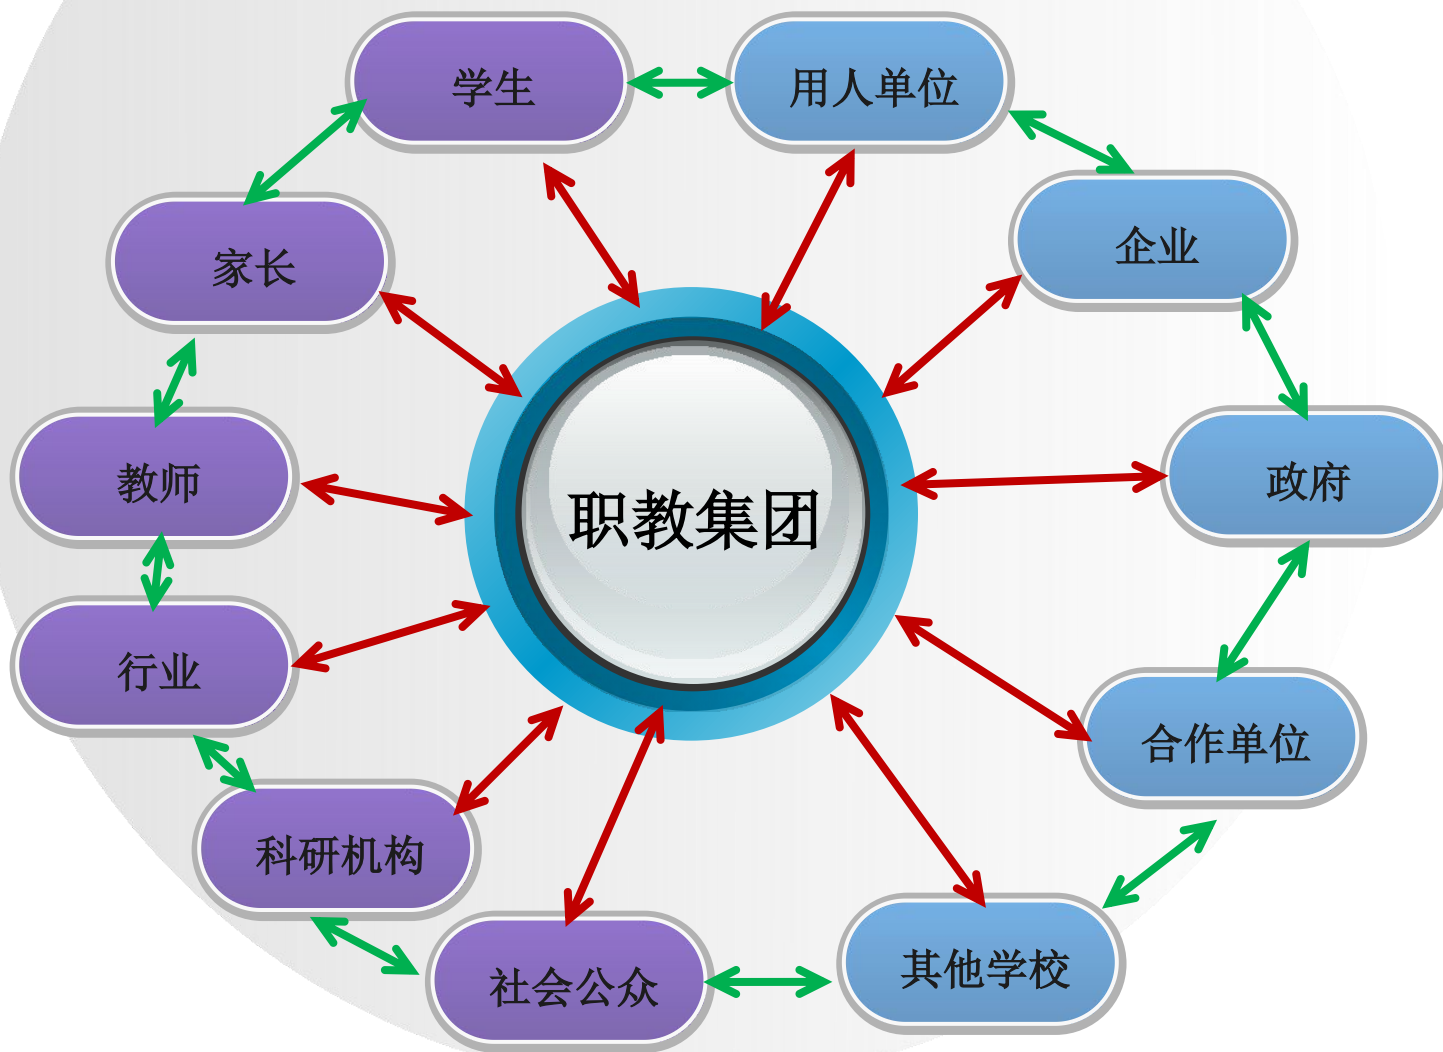 学生
用人单位
家长
企业
教师
政府
职教集团
行业
合作单位
科研机构
其他学校
社会公众